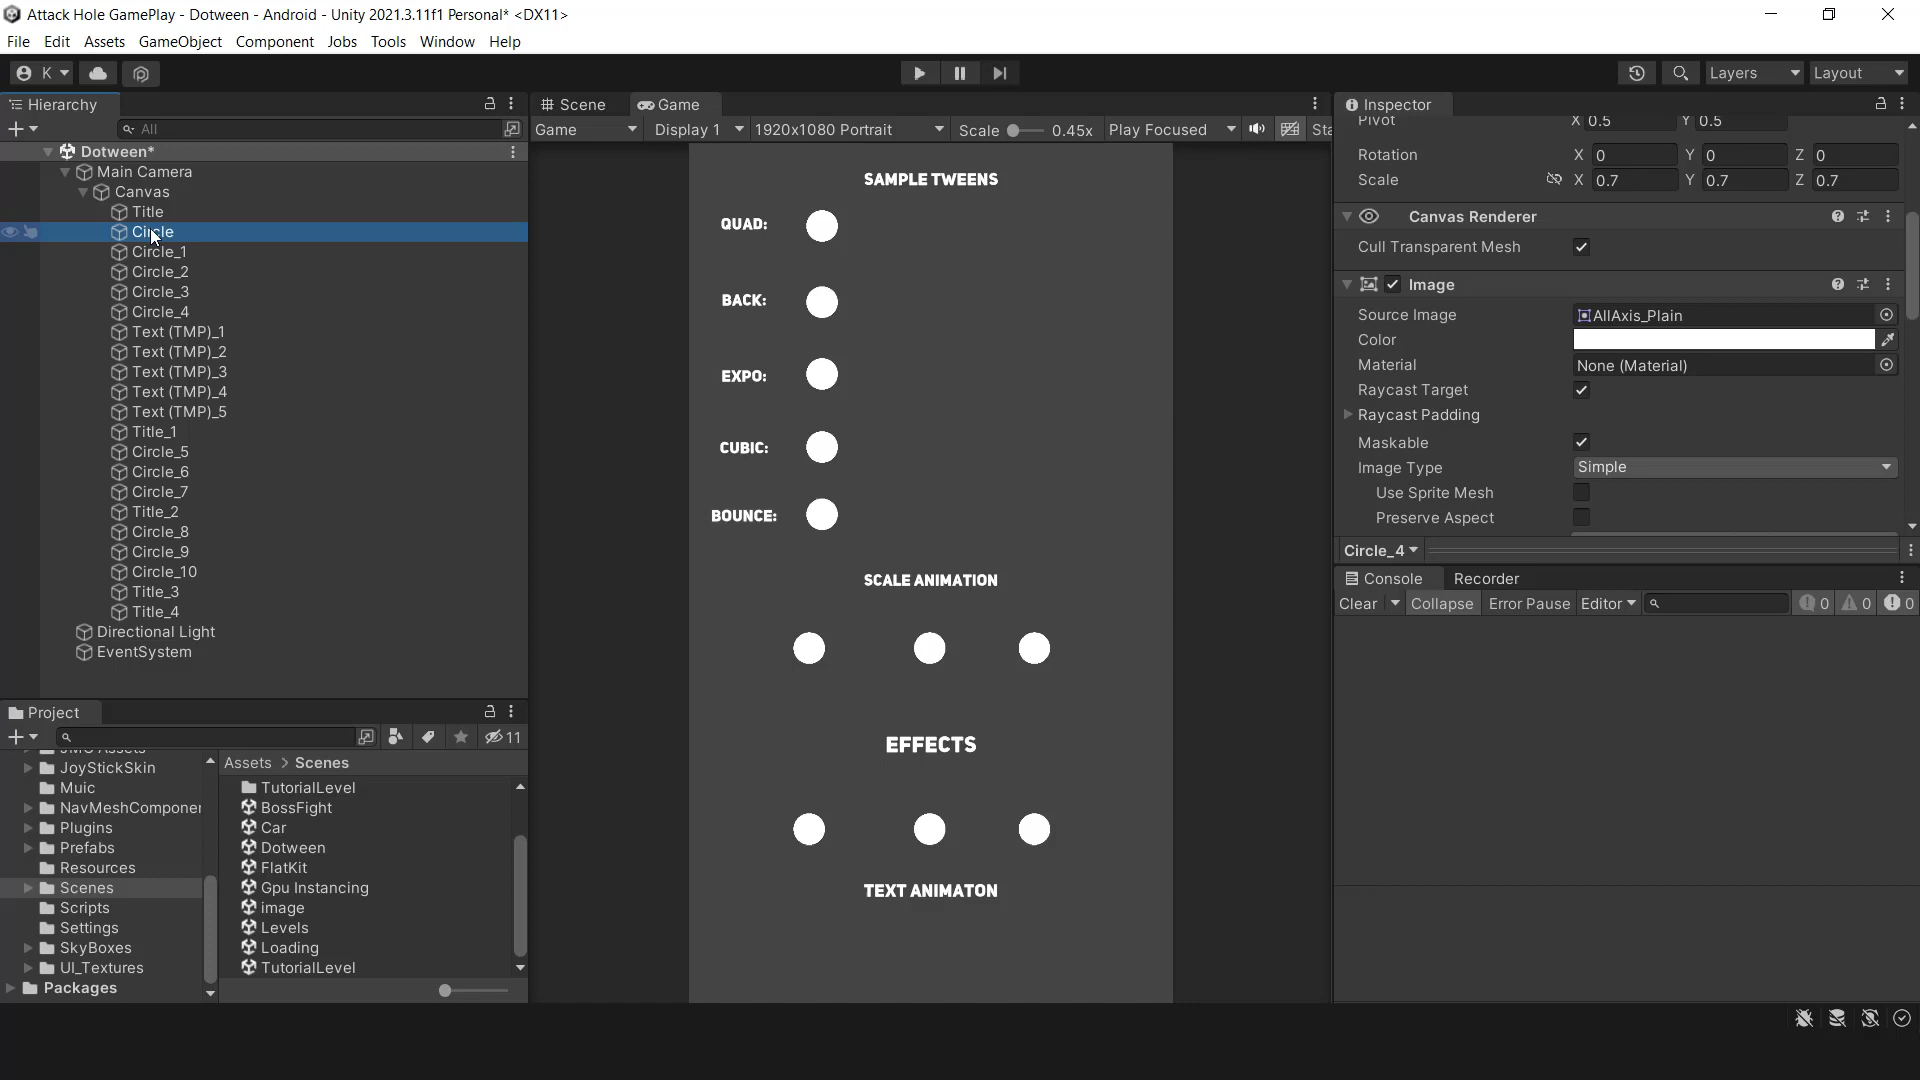 Attack Hole GamePlay - Dotween - Android - Unity 2021.3.11f1 Personal* <DX11>
File Edit Assets GameObject Component Jobs Tools Window Help
K Layers Layout
Hierarchy
All
Dotween*
Main Camera
Canvas
Title
Circle
Circle_1
Circle_2
Circle_3
Circle_4
Text (TMP)_1
Text (TMP)_2
Text (TMP)_3
Text (TMP)_4
Text (TMP)_5
Title_1
Circle_5
Circle_6
Circle_7
Title_2
Circle_8
Circle_9
Circle_10
Title_3
Title_4
Directional Light
EventSystem
Project
11
JoyStickSkin
Muic
NavMeshComponer
Plugins
Prefabs
Resources
Scenes
Scripts
Settings
SkyBoxes
UI_Textures
Packages
Assets > Scenes
TutorialLevel
BossFight
Car
Dotween
FlatKit
Gpu Instancing
image
Levels
Loading
TutorialLevel
Scene Game
Game Display 1 1920x1080 Portrait Scale 0.45x Play Focused Sta
SAMPLE TWEENS
QUAD:
BACK:
EXPO:
CUBIC:
BOUNCE:
SCALE ANIMATION
EFFECTS
TEXT ANIMATON
Inspector
Pivot X 0.5 Y 0.5
Rotation X 0 Y 0 Z 0
Scale X 0.7 Y 0.7 Z 0.7
Canvas Renderer
Cull Transparent Mesh
Image
Source Image AllAxis_Plain
Color
Material None (Material)
Raycast Target
Raycast Padding
Maskable
Image Type Simple
Use Sprite Mesh
Preserve Aspect
Circle_4
Console Recorder
Clear Collapse Error Pause Editor 0 0 0